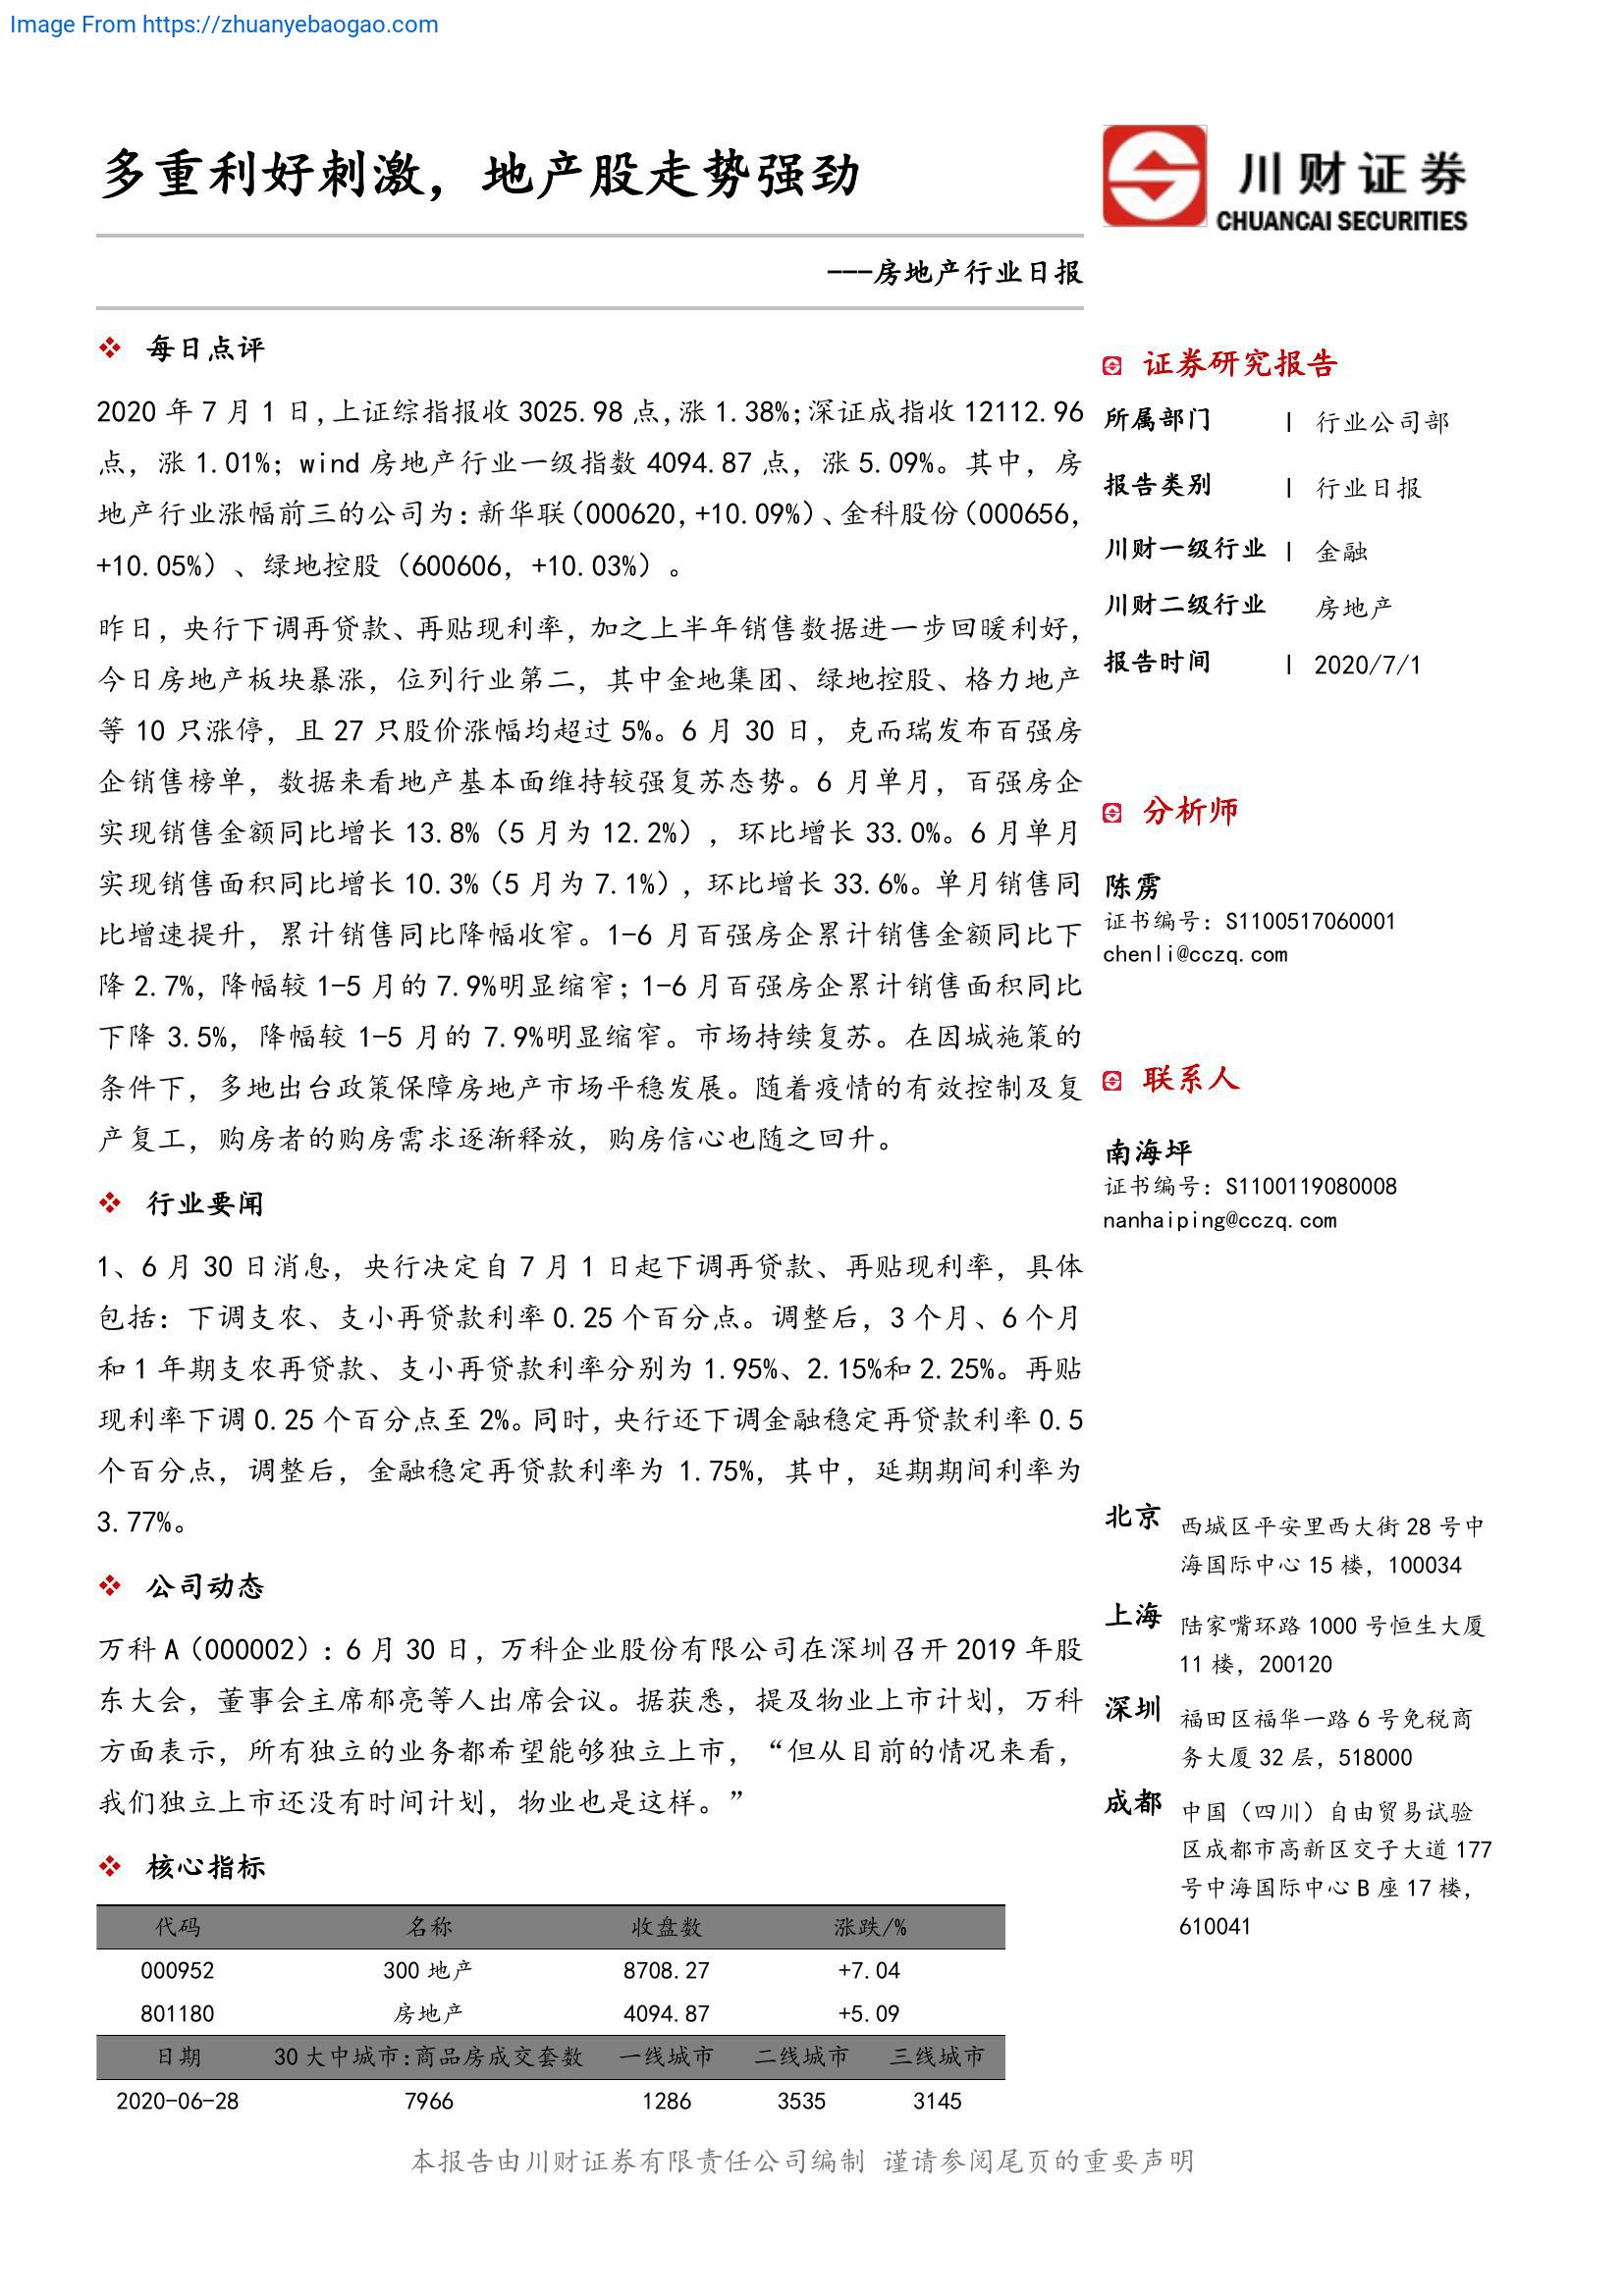 Image From https://zhuanyebaogao.com
多重利好刺激，地产股走势强劲
川财证券
CHUANCAI SECURITIES
---房地产行业日报
每日点评
2020 年 7 月 1 日，上证综指报收 3025.98 点，涨 1.38%；深证成指收 12112.96
点，涨 1.01%；wind 房地产行业一级指数 4094.87 点，涨 5.09%。其中，房
地产行业涨幅前三的公司为：新华联（000620，+10.09%）、金科股份（000656，
+10.05%）、绿地控股（600606，+10.03%）。
昨日，央行下调再贷款、再贴现利率，加之上半年销售数据进一步回暖利好，
今日房地产板块暴涨，位列行业第二，其中金地集团、绿地控股、格力地产
等 10 只涨停，且 27 只股价涨幅均超过 5%。6 月 30 日，克而瑞发布百强房
企销售榜单，数据来看地产基本面维持较强复苏态势。6 月单月，百强房企
实现销售金额同比增长 13.8%（5 月为 12.2%），环比增长 33.0%。6 月单月
实现销售面积同比增长 10.3%（5 月为 7.1%），环比增长 33.6%。单月销售同
比增速提升，累计销售同比降幅收窄。1-6 月百强房企累计销售金额同比下
降 2.7%，降幅较 1-5 月的 7.9%明显缩窄；1-6 月百强房企累计销售面积同比
下降 3.5%，降幅较 1-5 月的 7.9%明显缩窄。市场持续复苏。在因城施策的
条件下，多地出台政策保障房地产市场平稳发展。随着疫情的有效控制及复
产复工，购房者的购房需求逐渐释放，购房信心也随之回升。
行业要闻
1、6 月 30 日消息，央行决定自 7 月 1 日起下调再贷款、再贴现利率，具体
包括：下调支农、支小再贷款利率 0.25 个百分点。调整后，3 个月、6 个月
和 1 年期支农再贷款、支小再贷款利率分别为 1.95%、2.15%和 2.25%。再贴
现利率下调 0.25 个百分点至 2%。同时，央行还下调金融稳定再贷款利率 0.5
个百分点，调整后，金融稳定再贷款利率为 1.75%，其中，延期期间利率为
3.77%。
公司动态
万科 A（000002）：6 月 30 日，万科企业股份有限公司在深圳召开 2019 年股
东大会，董事会主席郁亮等人出席会议。据获悉，提及物业上市计划，万科
方面表示，所有独立的业务都希望能够独立上市，“但从目前的情况来看，
我们独立上市还没有时间计划，物业也是这样。”
核心指标
代码 名称 收盘数 涨跌/%
000952 300 地产 8708.27 +7.04
801180 房地产 4094.87 +5.09
日期 30 大中城市:商品房成交套数 一线城市 二线城市 三线城市
2020-06-28 7966 1286 3535 3145
证券研究报告
所属部门 | 行业公司部
报告类别 | 行业日报
川财一级行业 | 金融
川财二级行业 房地产
报告时间 | 2020/7/1
分析师
陈雳
证书编号：S1100517060001
chenli@cczq.com
联系人
南海坪
证书编号：S1100119080008
nanhaiping@cczq.com
北京 西城区平安里西大街 28 号中
海国际中心 15 楼，100034
上海 陆家嘴环路 1000 号恒生大厦
11 楼，200120
深圳 福田区福华一路 6 号免税商
务大厦 32 层，518000
成都 中国（四川）自由贸易试验
区成都市高新区交子大道 177
号中海国际中心 B 座 17 楼，
610041
本报告由川财证券有限责任公司编制 谨请参阅尾页的重要声明